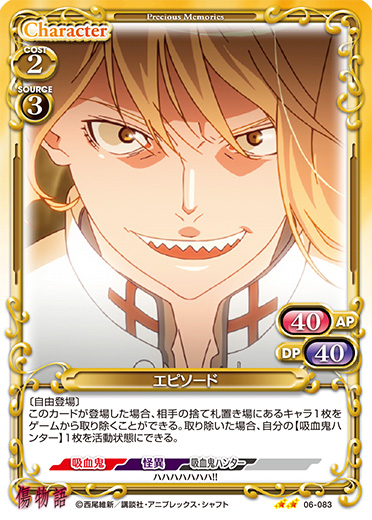 Precious Memories
Character
COST
2
SOURCE
3
40 AP
DP 40
エピソード
〔自由登場〕
このカードが登場した場合、相手の捨て札置き場にあるキャラ1枚を
ゲームから取り除くことができる。取り除いた場合、自分の【吸血鬼ハ
ンター】1枚を活動状態にできる。
吸血鬼 怪異 吸血鬼ハンター
ハハハハハハ!!
傷物語
©西尾維新/講談社・アニプレックス・シャフト
06-083